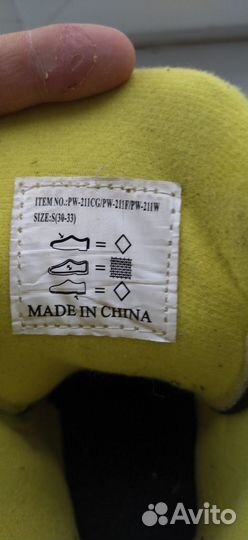 ITEM NO.:PW-211CG/PW-211F/PW-211W
SIZE:S(30-33)
MADE IN CHINA
Avito